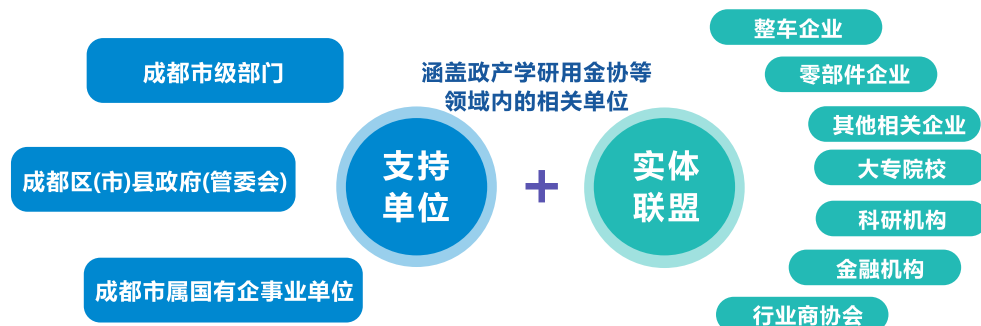 成都市级部门
成都区(市)县政府(管委会)
成都市属国有企事业单位
涵盖政产学研用金协等
领域内的相关单位
支持
单位
+
实体
联盟
整车企业
零部件企业
其他相关企业
大专院校
科研机构
金融机构
行业商协会